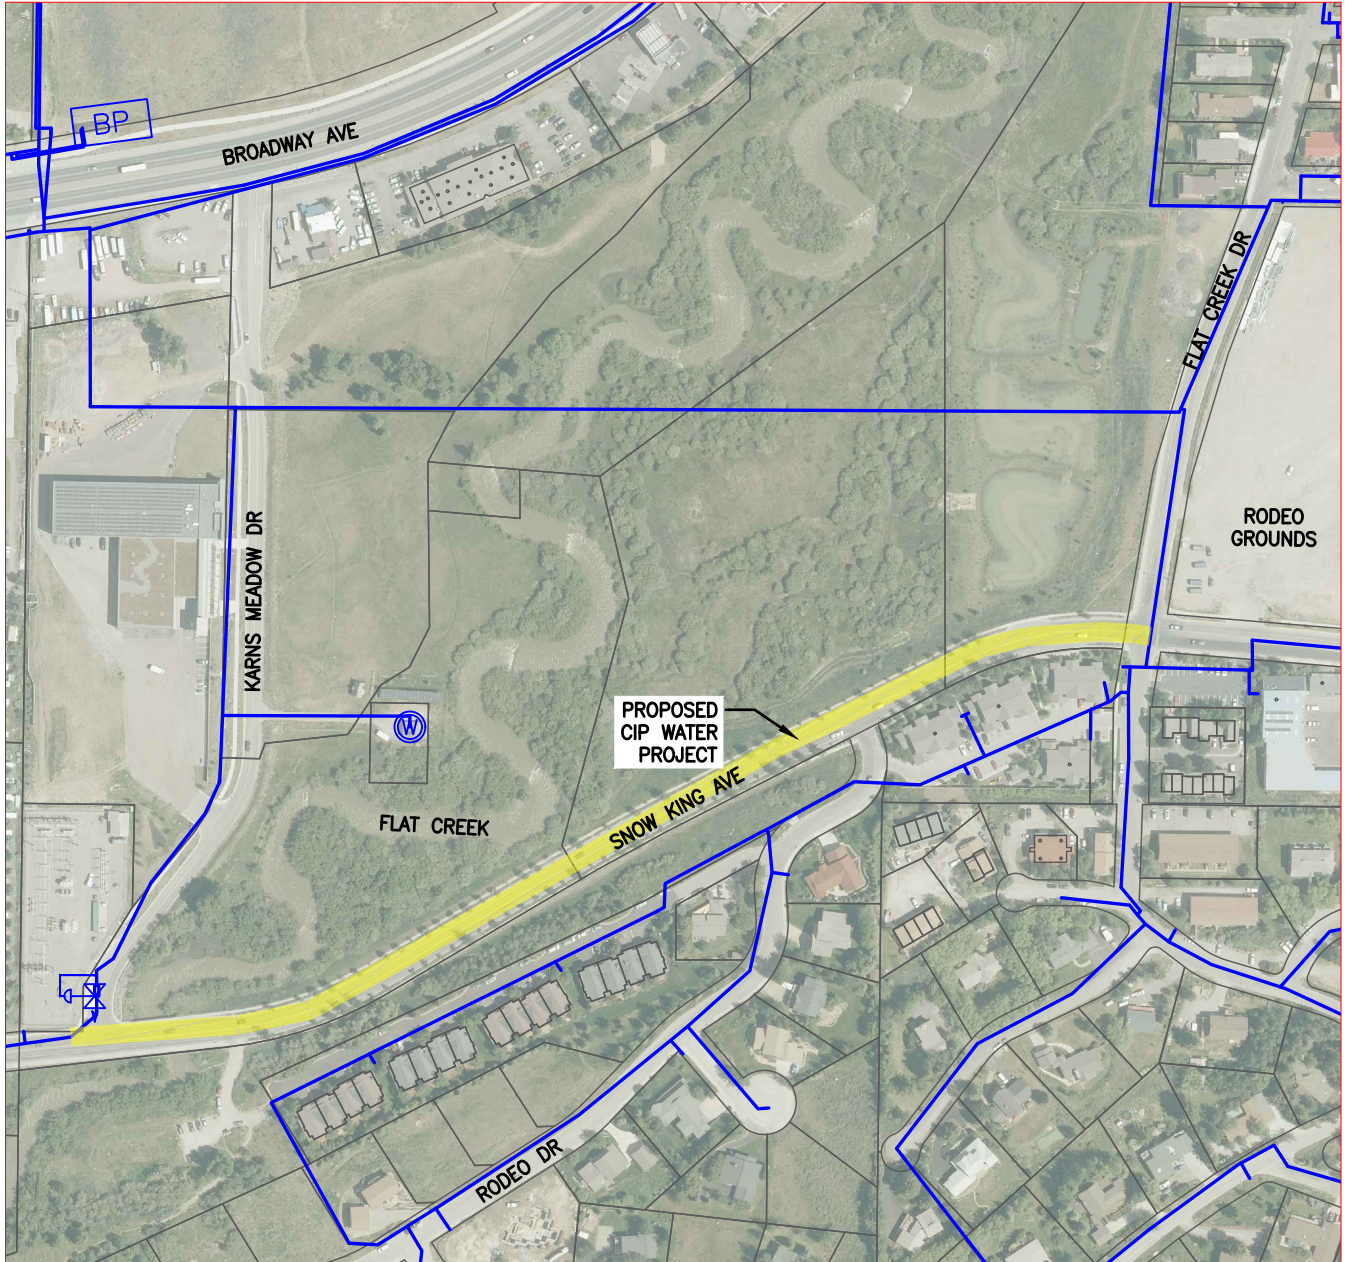 BP
BROADWAY AVE
FLAT CREEK DR
RODEO
GROUNDS
KARNS MEADOW DR
PROPOSED
CIP WATER
PROJECT
W
SNOW KING AVE
FLAT CREEK
RODEO DR